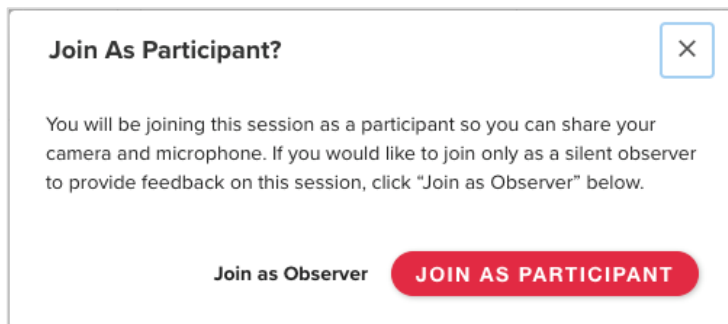 Join As Participant?
You will be joining this session as a participant so you can share your
camera and microphone. If you would like to join only as a silent observer
to provide feedback on this session, click “Join as Observer” below.
Join as Observer JOIN AS PARTICIPANT